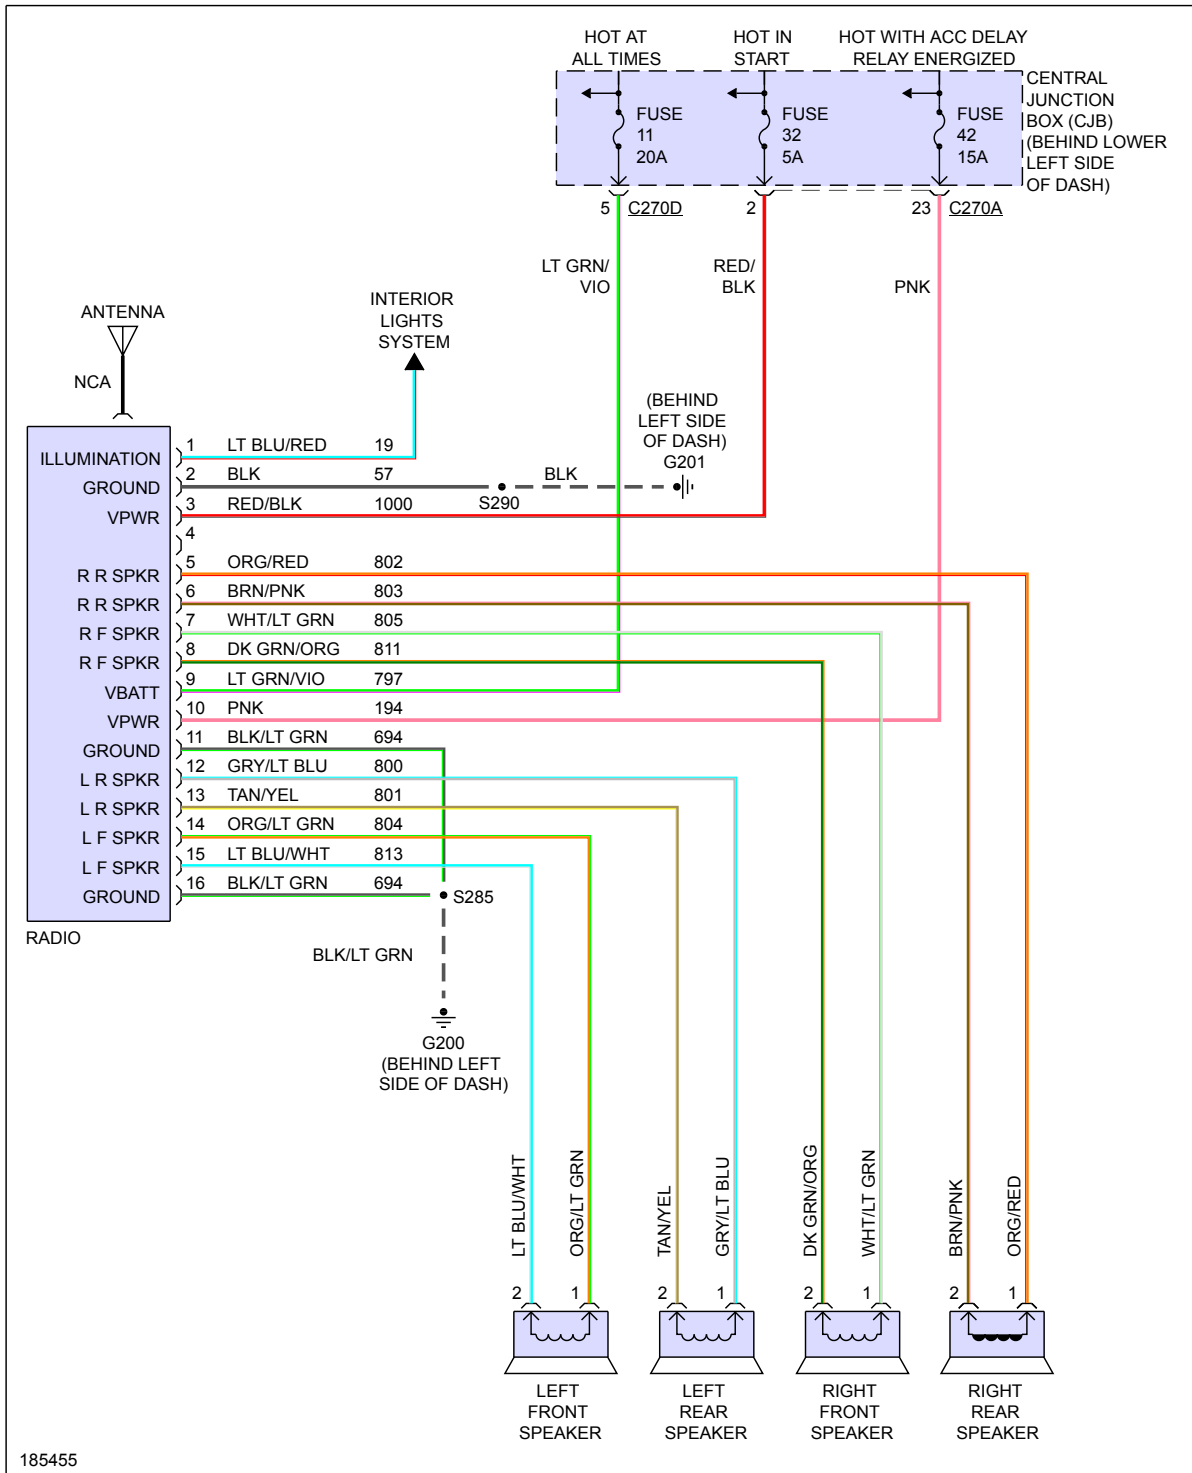 HOT AT
ALL TIMES
HOT IN
START
HOT WITH ACC DELAY
RELAY ENERGIZED
CENTRAL
JUNCTION
BOX (CJB)
(BEHIND LOWER
LEFT SIDE
OF DASH)
FUSE
11
20A
FUSE
32
5A
FUSE
42
15A
5 C270D
2
23 C270A
LT GRN/
VIO
RED/
BLK
PNK
ANTENNA
NCA
INTERIOR
LIGHTS
SYSTEM
(BEHIND
LEFT SIDE
OF DASH)
G201
ILLUMINATION 1 LT BLU/RED 19
GROUND 2 BLK 57
BLK
S290
VPWR 3 RED/BLK 1000
4
R R SPKR 5 ORG/RED 802
R R SPKR 6 BRN/PNK 803
R F SPKR 7 WHT/LT GRN 805
R F SPKR 8 DK GRN/ORG 811
VBATT 9 LT GRN/VIO 797
VPWR 10 PNK 194
GROUND 11 BLK/LT GRN 694
L R SPKR 12 GRY/LT BLU 800
L R SPKR 13 TAN/YEL 801
L F SPKR 14 ORG/LT GRN 804
L F SPKR 15 LT BLU/WHT 813
GROUND 16 BLK/LT GRN 694
S285
RADIO
BLK/LT GRN
G200
(BEHIND LEFT
SIDE OF DASH)
LT BLU/WHT
ORG/LT GRN
TAN/YEL
GRY/LT BLU
DK GRN/ORG
WHT/LT GRN
BRN/PNK
ORG/RED
2 1 2 1 2 1 2 1
LEFT
FRONT
SPEAKER
LEFT
REAR
SPEAKER
RIGHT
FRONT
SPEAKER
RIGHT
REAR
SPEAKER
185455